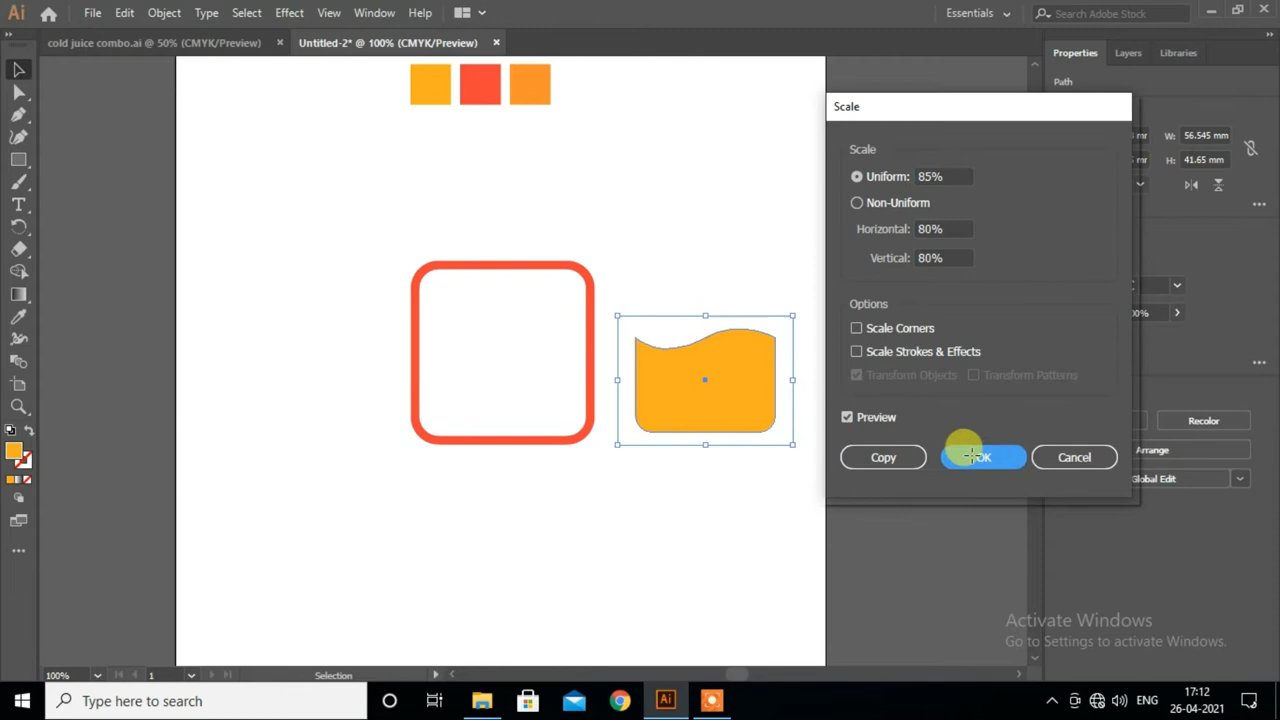 Ai File Edit Object Type Select Effect View Window Help Essentials Search Adobe Stock
cold juice combo.ai @ 50% (CMYK/Preview) × Untitled-2* @ 100% (CMYK/Preview) × Properties Layers Libraries
Path
Scale
W: 56.545 mm
H: 41.65 mm
Scale
Uniform: 85%
Non-Uniform
Horizontal: 80%
Vertical: 80%
Options
Scale Corners
Scale Strokes & Effects
Transform Objects Transform Patterns
Preview
Copy OK Cancel
Recolor
Arrange
Global Edit
Activate Windows
Go to Settings to activate Windows.
100% 1 Selection
Type here to search Ai ENG 17:12
26-04-2021